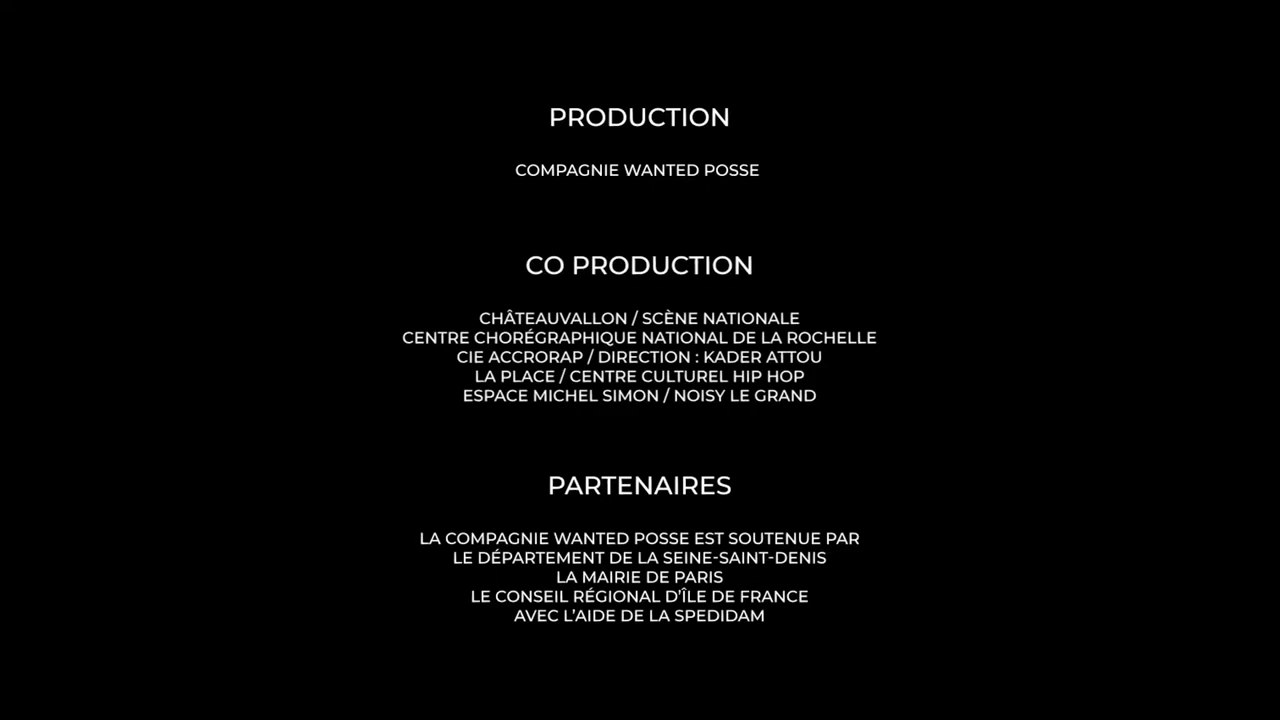 PRODUCTION
COMPAGNIE WANTED POSSE
CO PRODUCTION
CHÂTEAUVALLON / SCÈNE NATIONALE
CENTRE CHORÉGRAPHIQUE NATIONAL DE LA ROCHELLE
CIE ACCRORAP / DIRECTION : KADER ATTOU
LA PLACE / CENTRE CULTUREL HIP HOP
ESPACE MICHEL SIMON / NOISY LE GRAND
PARTENAIRES
LA COMPAGNIE WANTED POSSE EST SOUTENUE PAR
LE DÉPARTEMENT DE LA SEINE-SAINT-DENIS
LA MAIRIE DE PARIS
LE CONSEIL RÉGIONAL D'ÎLE DE FRANCE
AVEC L'AIDE DE LA SPEDIDAM